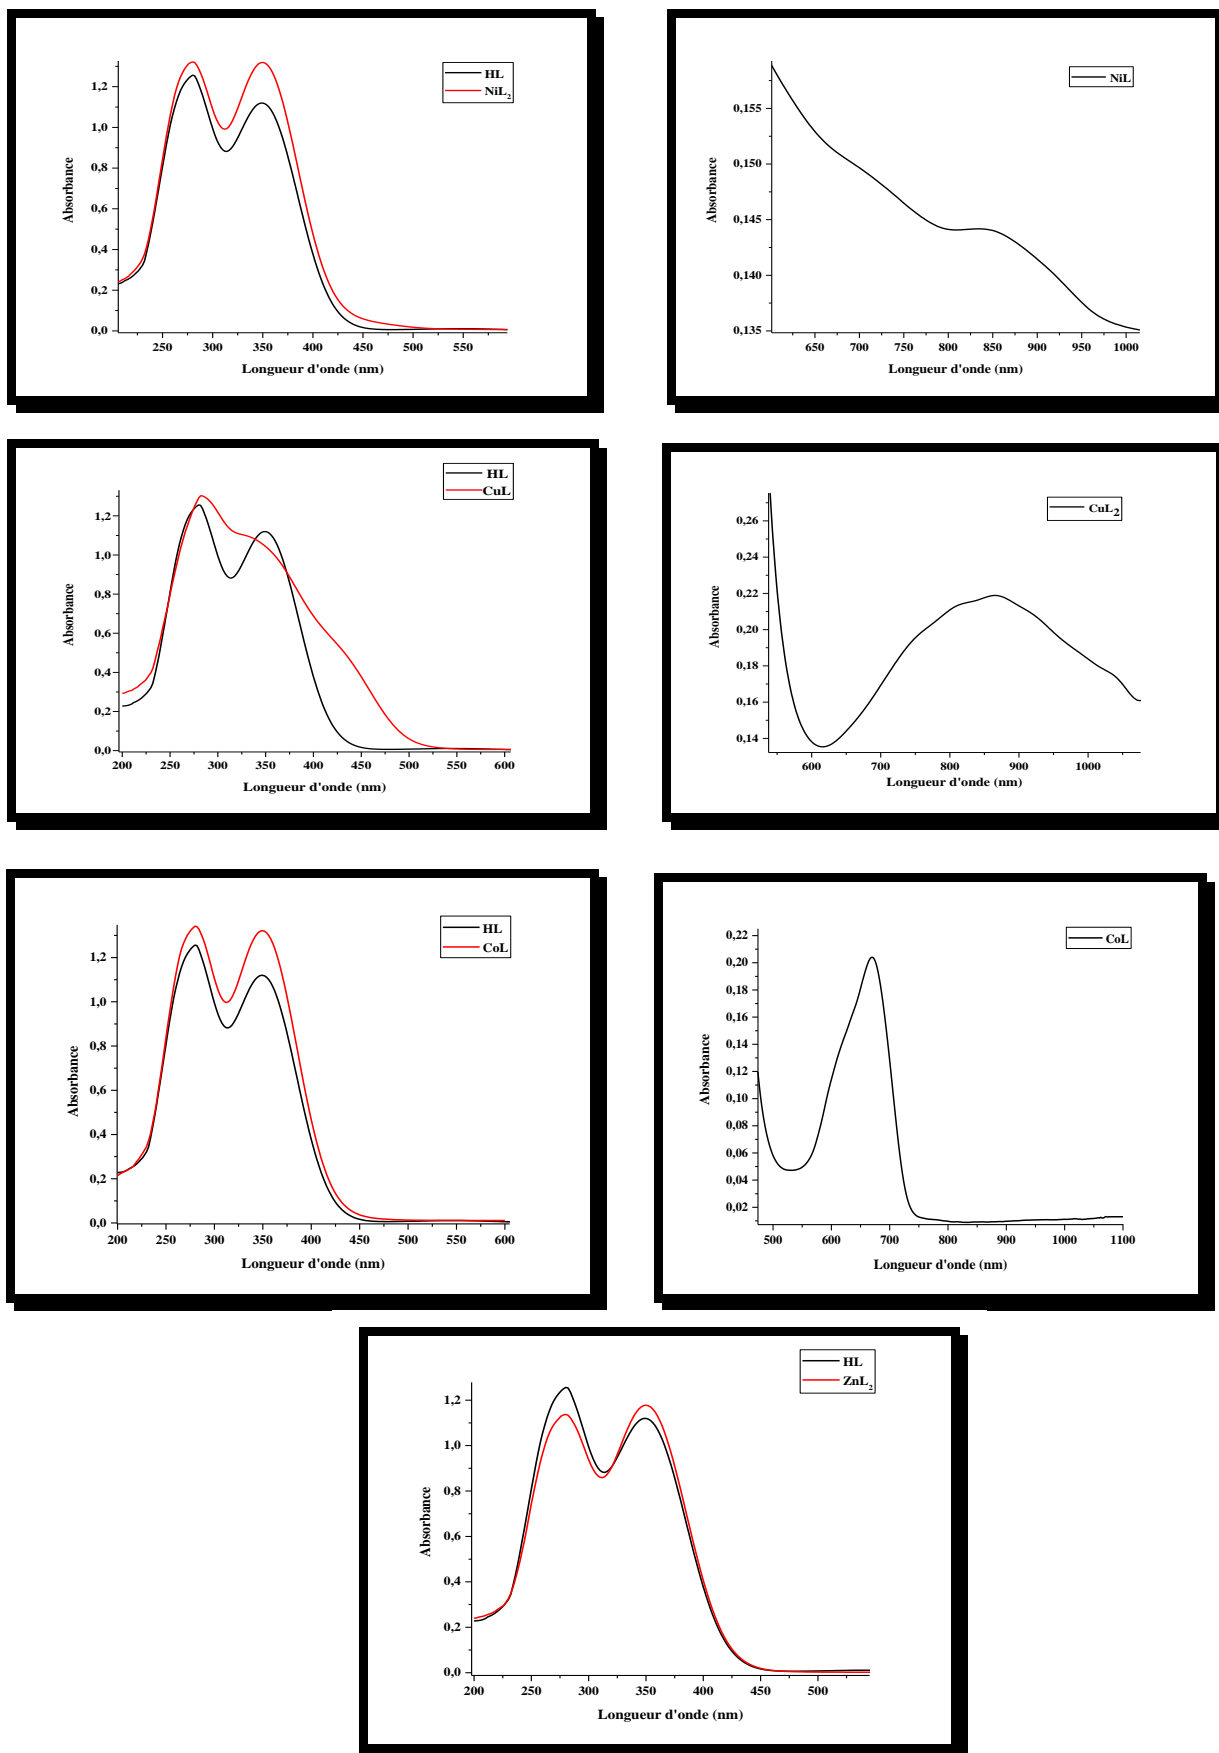 HL
NiL2
1,2
1,0
0,8
0,6
0,4
0,2
0,0
Absorbance
250 300 350 400 450 500 550
Longueur d'onde (nm)
NiL
0,155
0,150
0,145
0,140
0,135
Absorbance
650 700 750 800 850 900 950 1000
Longueur d'onde (nm)
HL
CuL
1,2
1,0
0,8
0,6
0,4
0,2
0,0
Absorbance
200 250 300 350 400 450 500 550 600
Longueur d'onde (nm)
CuL2
0,26
0,24
0,22
0,20
0,18
0,16
0,14
Absorbance
600 700 800 900 1000
Longueur d'onde (nm)
HL
CoL
1,2
1,0
0,8
0,6
0,4
0,2
0,0
Absorbance
200 250 300 350 400 450 500 550 600
Longueur d'onde (nm)
CoL
0,22
0,20
0,18
0,16
0,14
0,12
0,10
0,08
0,06
0,04
0,02
Absorbance
500 600 700 800 900 1000 1100
Longueur d'onde (nm)
HL
ZnL2
1,2
1,0
0,8
0,6
0,4
0,2
0,0
Absorbance
200 250 300 350 400 450 500
Longueur d'onde (nm)